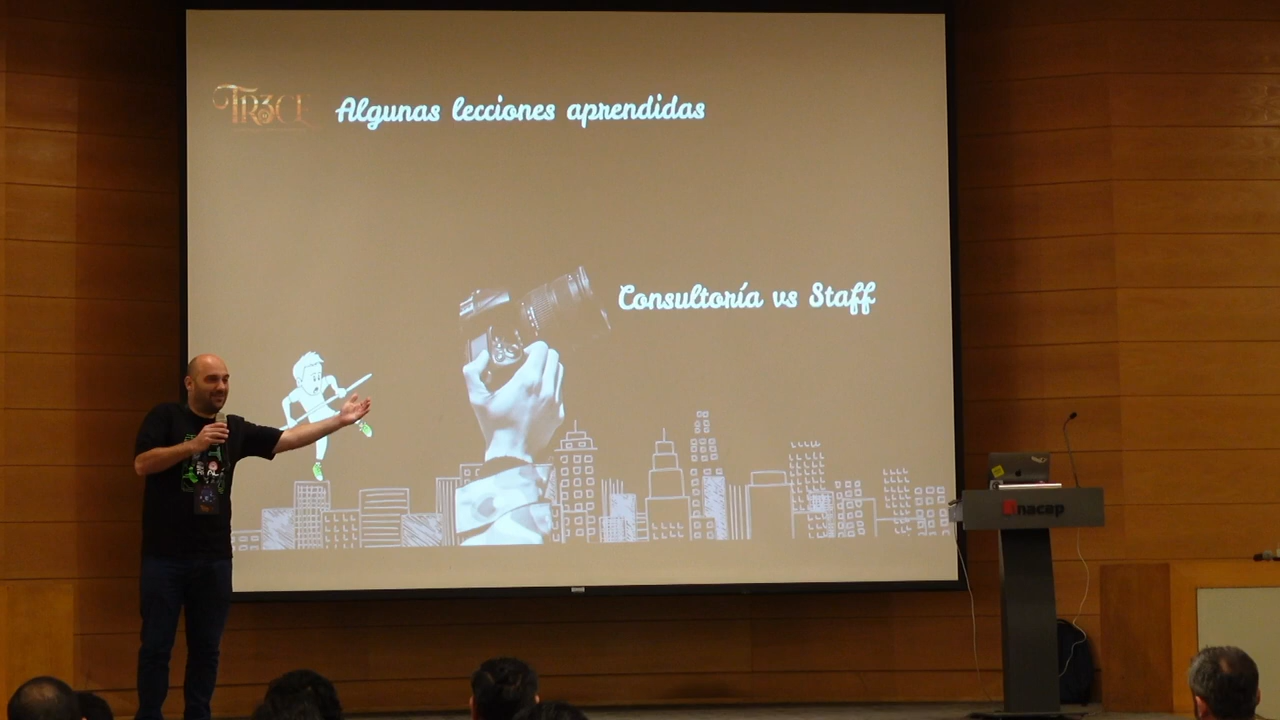 TR3CE
Algunas lecciones aprendidas
Consultoría vs Staff
inacap